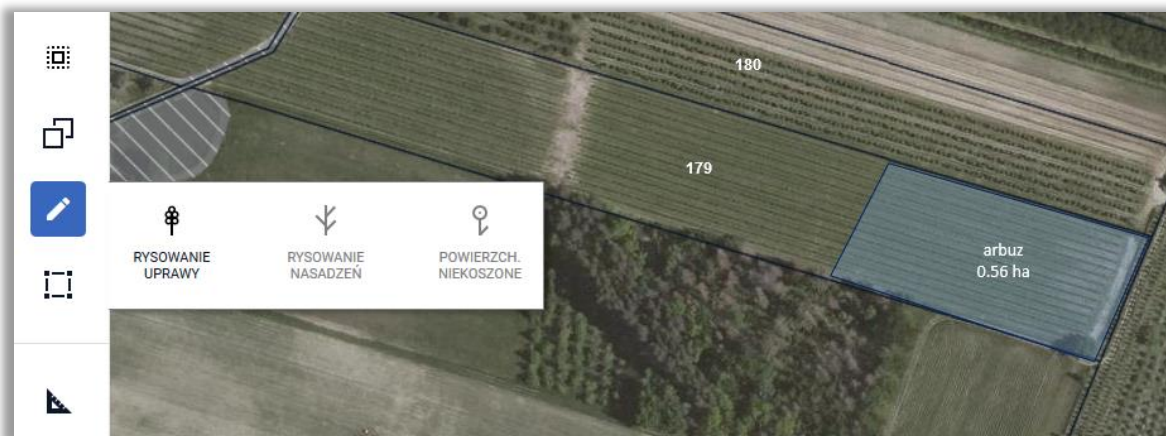 180
179
RYSOWANIE
UPRAWY
RYSOWANIE
NASADZEŃ
POWIERZCH.
NIEKOSZONE
arbuz
0.56 ha